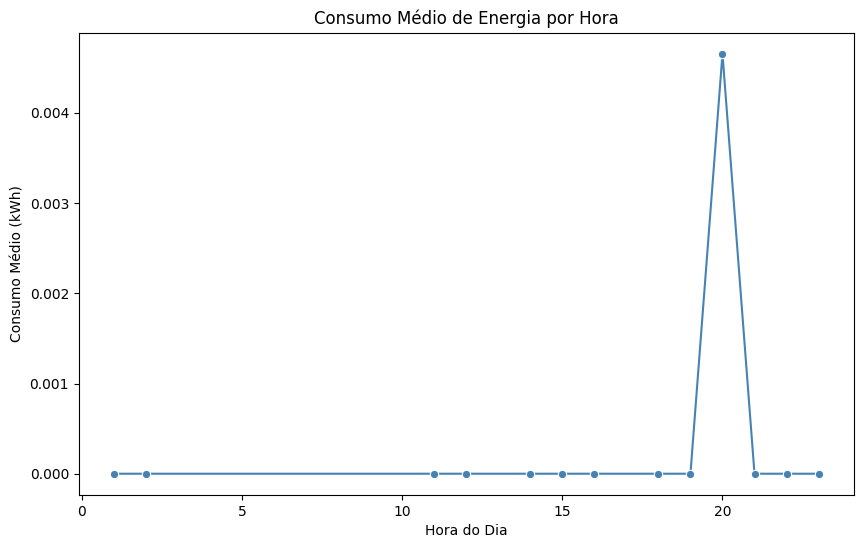 Consumo Médio de Energia por Hora
Consumo Médio (kWh)
0.004
0.003
0.002
0.001
0.000
0 5 10 15 20
Hora do Dia